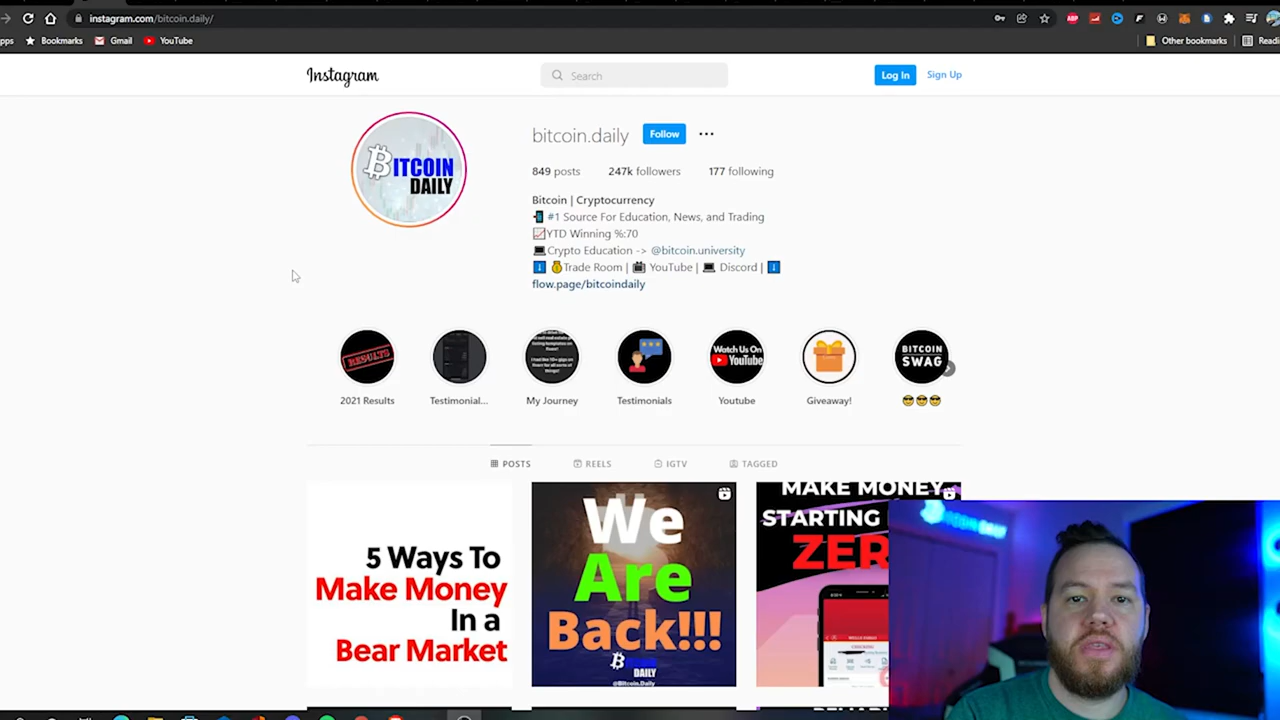 instagram.com/bitcoin.daily/
Bookmarks
Gmail
YouTube
Other bookmarks
Instagram
Search
Log In
Sign Up
BITCOIN
DAILY
bitcoin.daily
Follow
849 posts
247k followers
177 following
Bitcoin | Cryptocurrency
#1 Source For Education, News, and Trading
YTD Winning %:70
Crypto Education -> @bitcoin.university
Trade Room | YouTube | Discord |
flow.page/bitcoindaily
RESULTS
Watch Us On
YouTube
BITCOIN
SWAG
2021 Results
Testimonial...
My Journey
Testimonials
Youtube
Giveaway!
POSTS
REELS
IGTV
TAGGED
5 Ways To
Make Money
In a
Bear Market
We
Are
Back!!!
DAILY
@Bitcoin.Daily
MAKE MONEY
STARTING